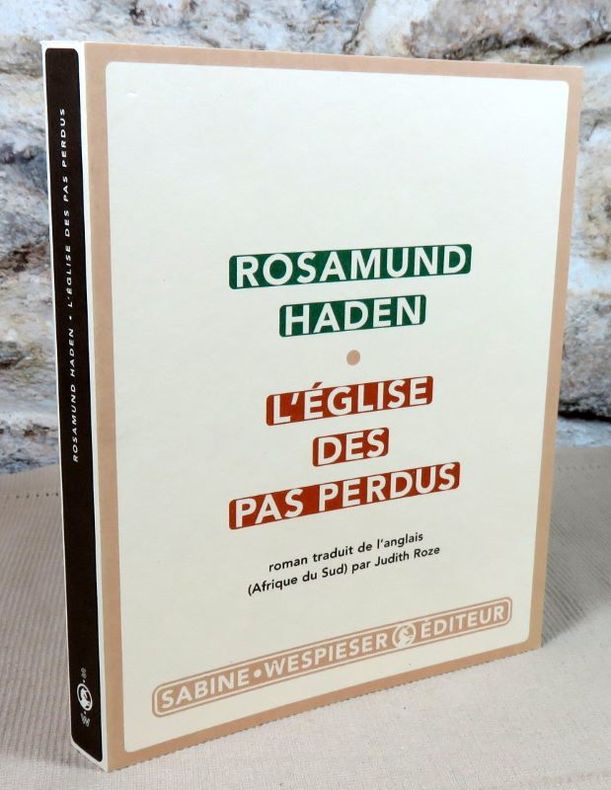 ROSAMUND HADEN • L'ÉGLISE DES PAS PERDUS
ROSAMUND
HADEN
L'ÉGLISE
DES
PAS PERDUS
roman traduit de l'anglais
(Afrique du Sud) par Judith Roze
SABINE • WESPIESER ÉDITEUR